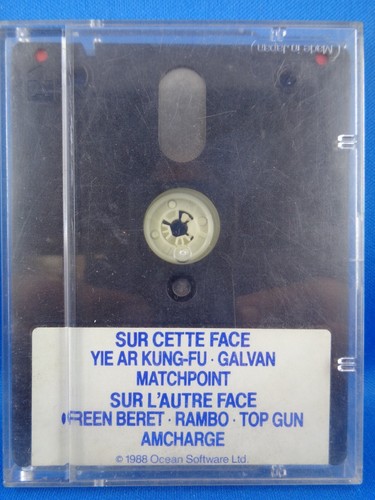 (Made in Japan)
SUR CETTE FACE
YIE AR KUNG-FU · GALVAN
MATCHPOINT
SUR L'AUTRE FACE
GREEN BERET · RAMBO · TOP GUN
AMCHARGE
© 1988 Ocean Software Ltd.